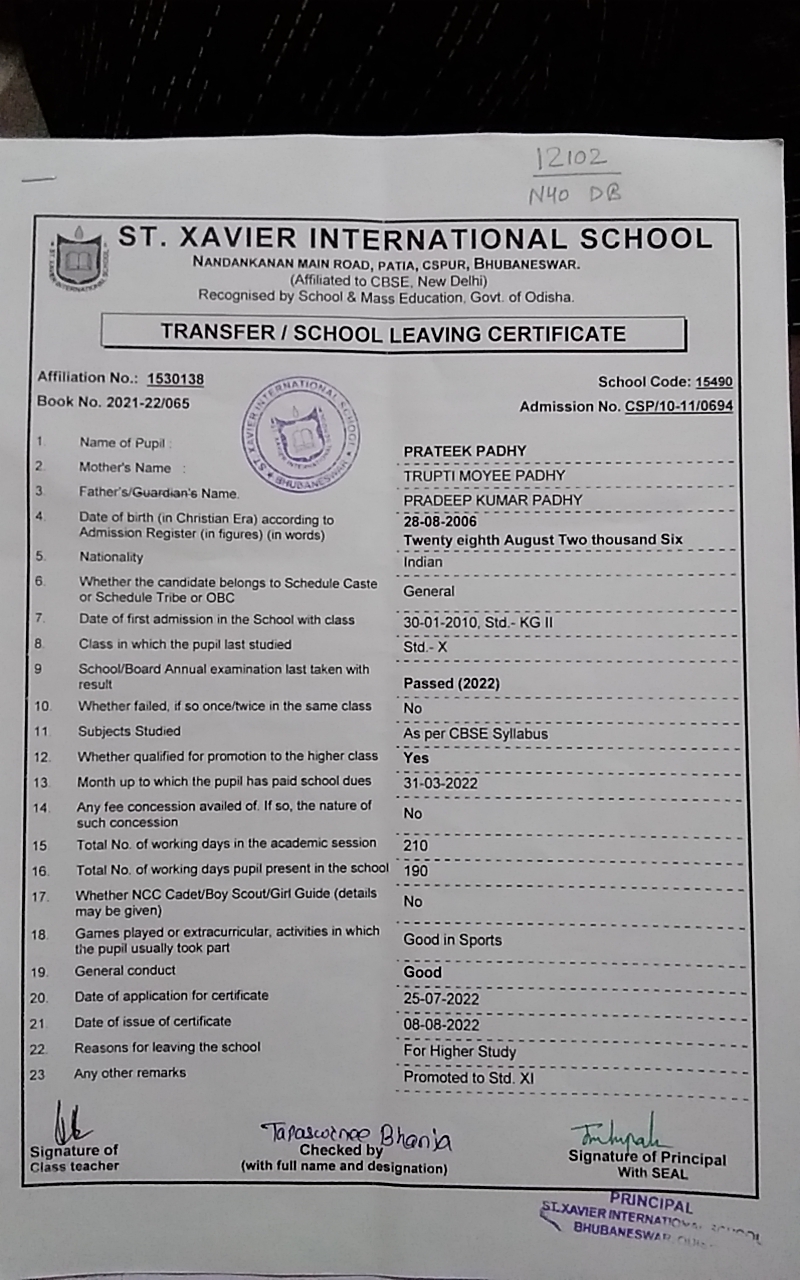 12102
N40 DB
ST. XAVIER INTERNATIONAL SCHOOL
NANDANKANAN MAIN ROAD, PATIA, CSPUR, BHUBANESWAR.
(Affiliated to CBSE, New Delhi)
Recognised by School & Mass Education, Govt. of Odisha.
TRANSFER / SCHOOL LEAVING CERTIFICATE
Affiliation No.: 1530138 School Code: 15490
Book No. 2021-22/065 Admission No. CSP/10-11/0694
ST. XAVIER INTERNATIONAL SCHOOL
BHUBANESWAR
1. Name of Pupil : PRATEEK PADHY
2. Mother's Name : TRUPTI MOYEE PADHY
3. Father's/Guardian's Name. PRADEEP KUMAR PADHY
4. Date of birth (in Christian Era) according to 28-08-2006
Admission Register (in figures) (in words) Twenty eighth August Two thousand Six
5. Nationality Indian
6. Whether the candidate belongs to Schedule Caste General
or Schedule Tribe or OBC
7. Date of first admission in the School with class 30-01-2010, Std.- KG II
8. Class in which the pupil last studied Std.- X
9 School/Board Annual examination last taken with
result Passed (2022)
10. Whether failed, if so once/twice in the same class No
11. Subjects Studied As per CBSE Syllabus
12. Whether qualified for promotion to the higher class Yes
13. Month up to which the pupil has paid school dues 31-03-2022
14. Any fee concession availed of. If so, the nature of No
such concession
15. Total No. of working days in the academic session 210
16. Total No. of working days pupil present in the school 190
17. Whether NCC Cadet/Boy Scout/Girl Guide (details No
may be given)
18. Games played or extracurricular, activities in which Good in Sports
the pupil usually took part
19. General conduct Good
20. Date of application for certificate 25-07-2022
21. Date of issue of certificate 08-08-2022
22. Reasons for leaving the school For Higher Study
23 Any other remarks Promoted to Std. XI
Tapaswinee Bhanja
Signature of Checked by Signature of Principal
Class teacher (with full name and designation) With SEAL
PRINCIPAL
ST.XAVIER INTERNATIONAL SCHOOL
BHUBANESWAR